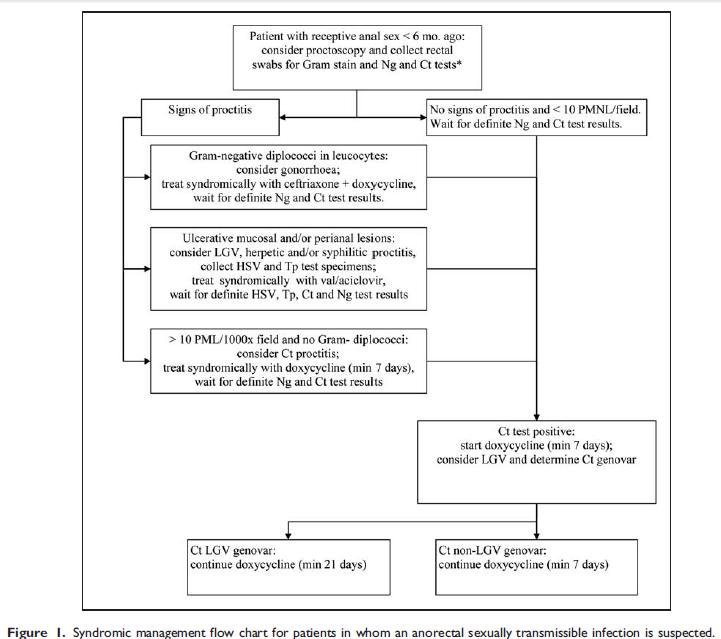 Patient with receptive anal sex < 6 mo. ago:
consider proctoscopy and collect rectal
swabs for Gram stain and Ng and Ct tests*
Signs of proctitis
No signs of proctitis and < 10 PMNL/field.
Wait for definite Ng and Ct test results.
Gram-negative diplococci in leucocytes:
consider gonorrhoea;
treat syndromically with ceftriaxone + doxycycline,
wait for definite Ng and Ct test results.
Ulcerative mucosal and/or perianal lesions:
consider LGV, herpetic and/or syphilitic proctitis,
collect HSV and Tp test specimens;
treat syndromically with val/aciclovir,
wait for definite HSV, Tp, Ct and Ng test results
> 10 PML/1000x field and no Gram- diplococci:
consider Ct proctitis;
treat syndromically with doxycycline (min 7 days),
wait for definite Ng and Ct test results
Ct test positive:
start doxycycline (min 7 days);
consider LGV and determine Ct genovar
Ct LGV genovar:
continue doxycycline (min 21 days)
Ct non-LGV genovar:
continue doxycycline (min 7 days)
Figure 1. Syndromic management flow chart for patients in whom an anorectal sexually transmissible infection is suspected.